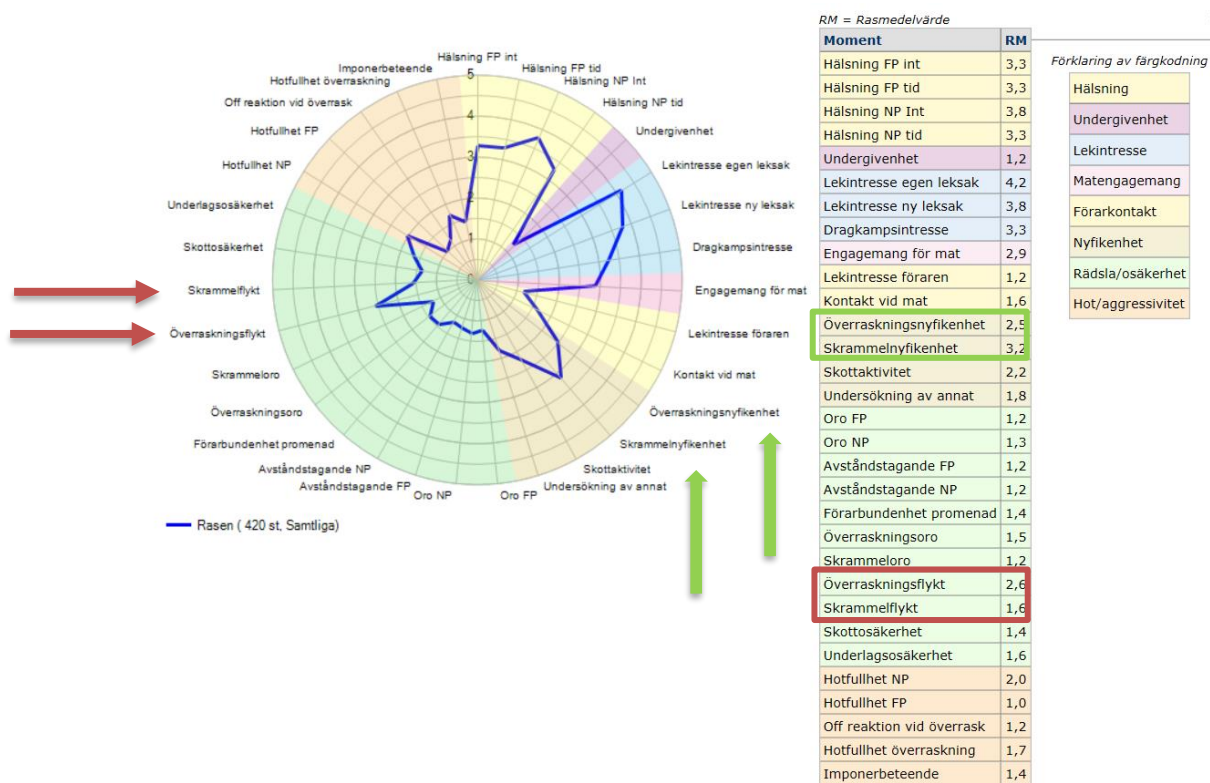 Hälsning FP int
Imponerbeteende
Hälsning FP tid
Hotfullhet överraskning
Hälsning NP Int
Off reaktion vid överrask
Hälsning NP tid
Hotfullhet FP
Undergivenhet
Hotfullhet NP
Lekintresse egen leksak
Underlagsosäkerhet
Lekintresse ny leksak
Skottosäkerhet
Dragkampsintresse
Skrammelflykt
Engagemang för mat
Överraskningsflykt
Lekintresse föraren
Skrammeloro
Kontakt vid mat
Överraskningsoro
Överraskningsnyfikenhet
Förarbundenhet promenad
Skrammelnyfikenhet
Avståndstagande NP
Skottaktivitet
Avståndstagande FP
Oro NP
Oro FP
Undersökning av annat
5
4
3
2
1
0
Rasen ( 420 st, Samtliga)
RM = Rasmedelvärde
Moment RM
Hälsning FP int 3,3
Hälsning FP tid 3,3
Hälsning NP Int 3,8
Hälsning NP tid 3,3
Undergivenhet 1,2
Lekintresse egen leksak 4,2
Lekintresse ny leksak 3,8
Dragkampsintresse 3,3
Engagemang för mat 2,9
Lekintresse föraren 1,2
Kontakt vid mat 1,6
Överraskningsnyfikenhet 2,5
Skrammelnyfikenhet 3,2
Skottaktivitet 2,2
Undersökning av annat 1,8
Oro FP 1,2
Oro NP 1,3
Avståndstagande FP 1,2
Avståndstagande NP 1,2
Förarbundenhet promenad 1,4
Överraskningsoro 1,5
Skrammeloro 1,2
Överraskningsflykt 2,6
Skrammelflykt 1,6
Skottosäkerhet 1,4
Underlagsosäkerhet 1,6
Hotfullhet NP 2,0
Hotfullhet FP 1,0
Off reaktion vid överrask 1,2
Hotfullhet överraskning 1,7
Imponerbeteende 1,4
Förklaring av färgkodning
Hälsning
Undergivenhet
Lekintresse
Matengagemang
Förarkontakt
Nyfikenhet
Rädsla/osäkerhet
Hot/aggressivitet